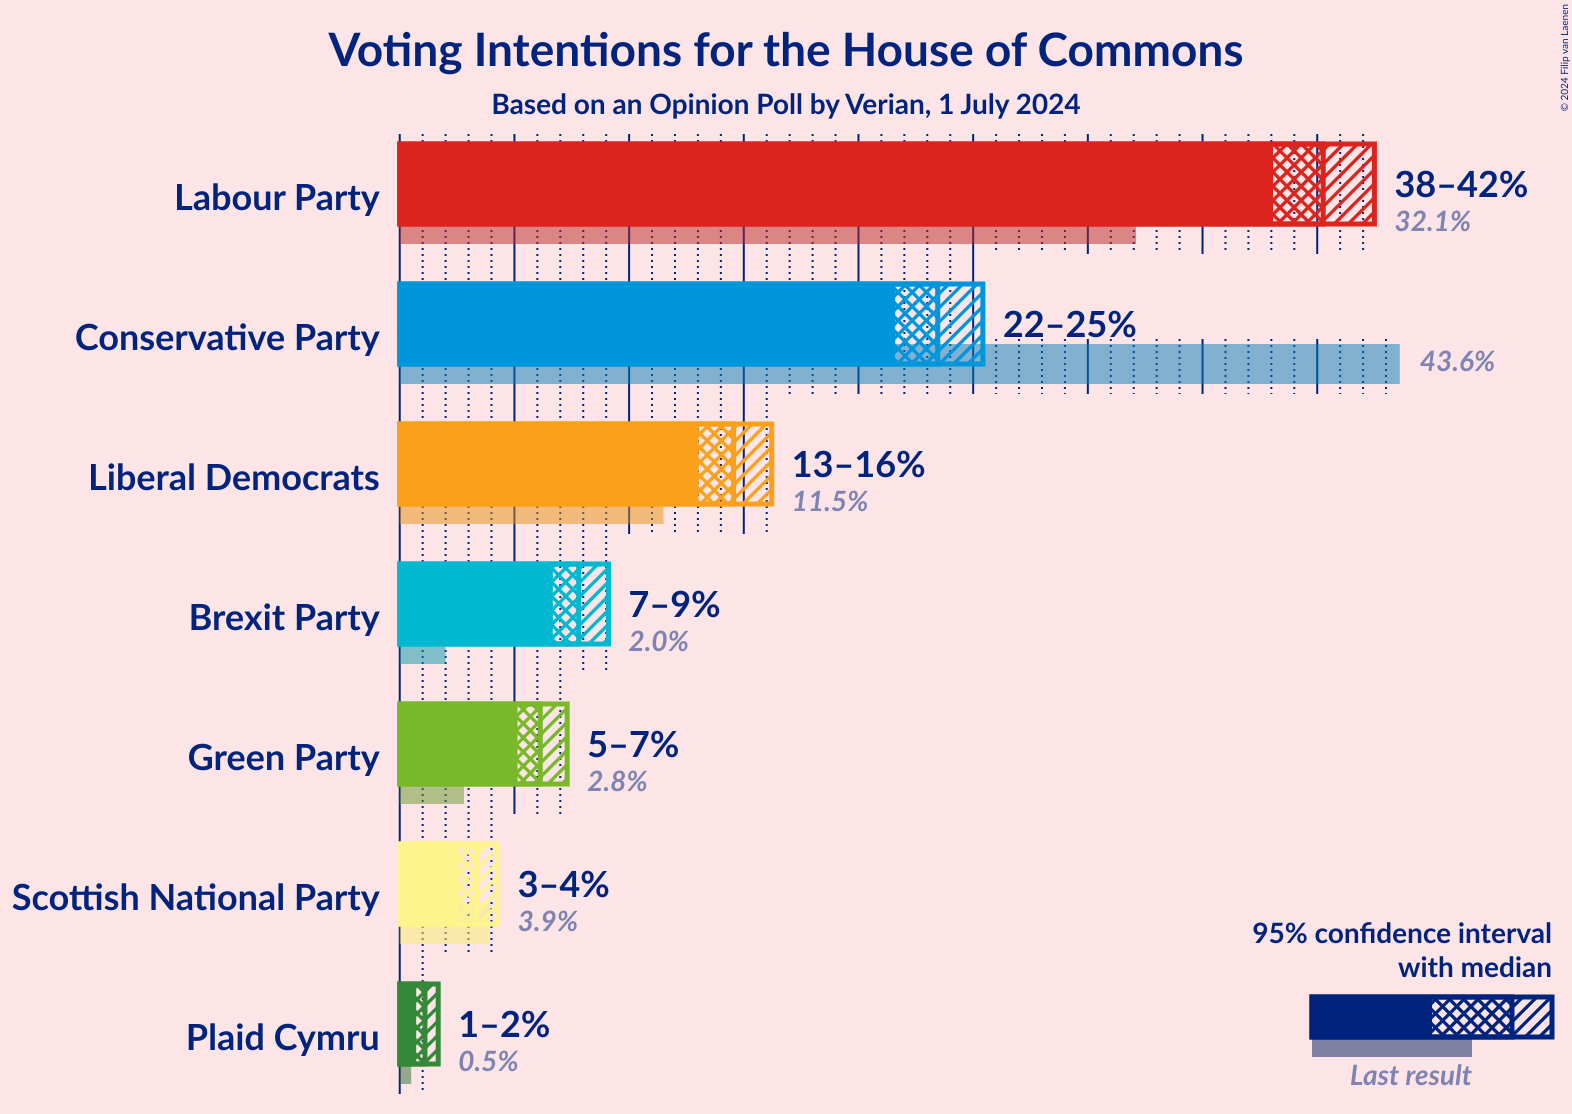 Voting Intentions for the House of Commons
Based on an Opinion Poll by Verian, 1 July 2024
© 2024 Filip van Laenen
Labour Party
38–42%
32.1%
Conservative Party
22–25%
43.6%
Liberal Democrats
13–16%
11.5%
Brexit Party
7–9%
2.0%
Green Party
5–7%
2.8%
Scottish National Party
3–4%
3.9%
Plaid Cymru
1–2%
0.5%
95% confidence interval
with median
Last result